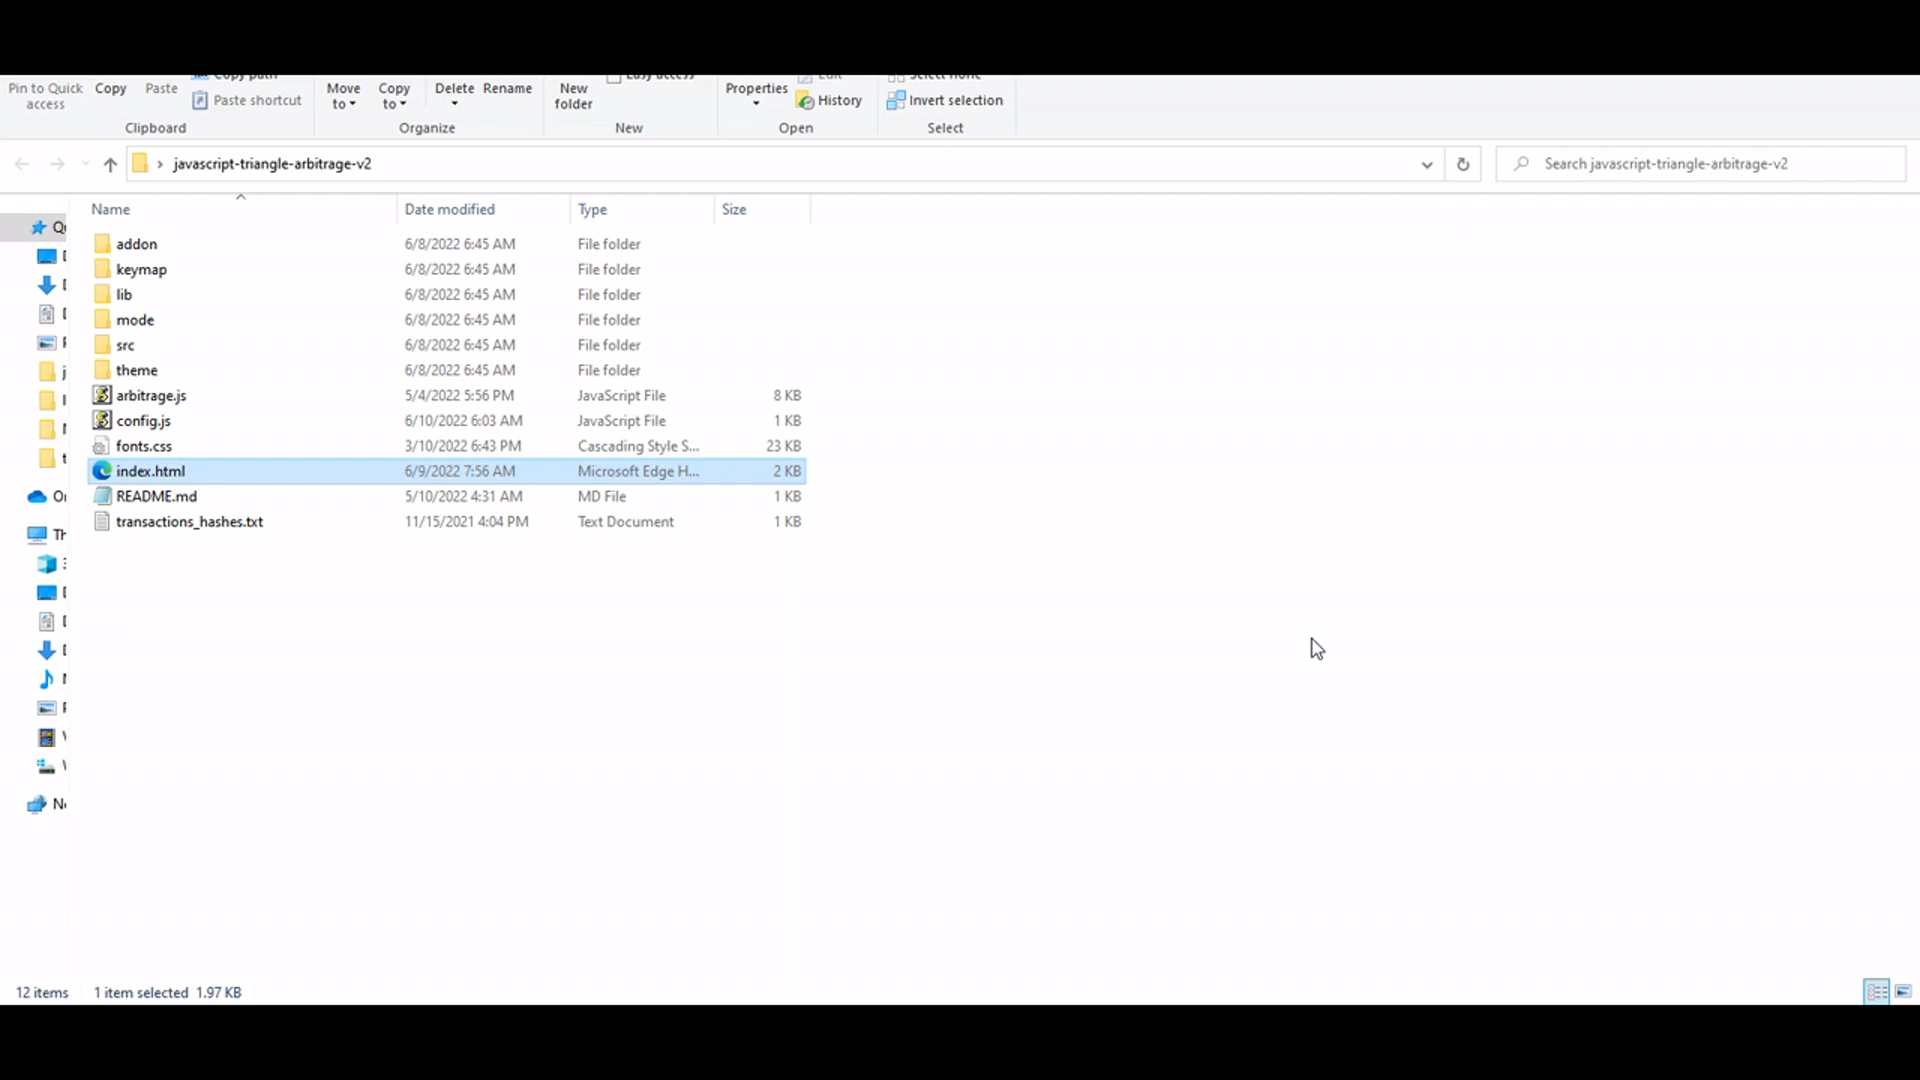 Copy path
Easy access
Edit
Select none
Pin to Quick access
Copy
Paste
Paste shortcut
Move to
Copy to
Delete
Rename
New folder
Properties
History
Invert selection
Clipboard
Organize
New
Open
Select
javascript-triangle-arbitrage-v2
Search javascript-triangle-arbitrage-v2
Name Date modified Type Size
addon 6/8/2022 6:45 AM File folder
keymap 6/8/2022 6:45 AM File folder
lib 6/8/2022 6:45 AM File folder
mode 6/8/2022 6:45 AM File folder
src 6/8/2022 6:45 AM File folder
theme 6/8/2022 6:45 AM File folder
arbitrage.js 5/4/2022 5:56 PM JavaScript File 8 KB
config.js 6/10/2022 6:03 AM JavaScript File 1 KB
fonts.css 3/10/2022 6:43 PM Cascading Style S... 23 KB
index.html 6/9/2022 7:56 AM Microsoft Edge H... 2 KB
README.md 5/10/2022 4:31 AM MD File 1 KB
transactions_hashes.txt 11/15/2021 4:04 PM Text Document 1 KB
12 items 1 item selected 1.97 KB